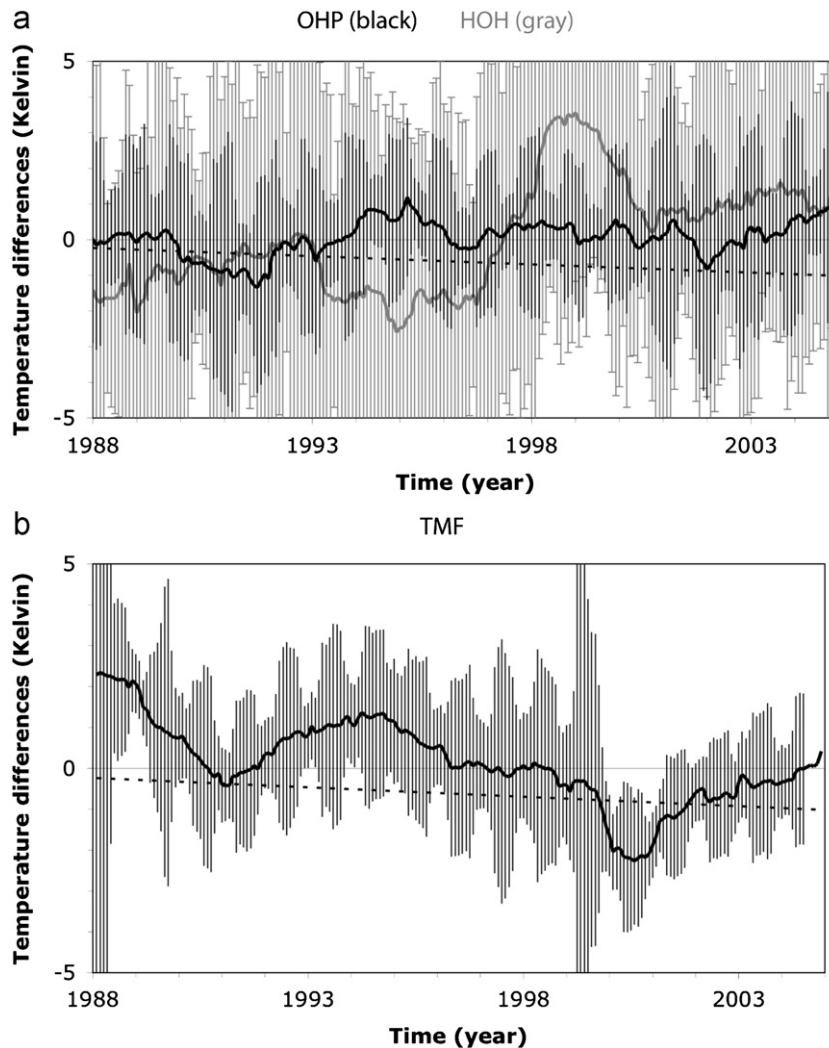 a
OHP (black) HOH (gray)
Temperature differences (Kelvin)
5
0
-5
1988 1993 1998 2003
Time (year)
b
TMF
Temperature differences (Kelvin)
5
0
-5
1988 1993 1998 2003
Time (year)